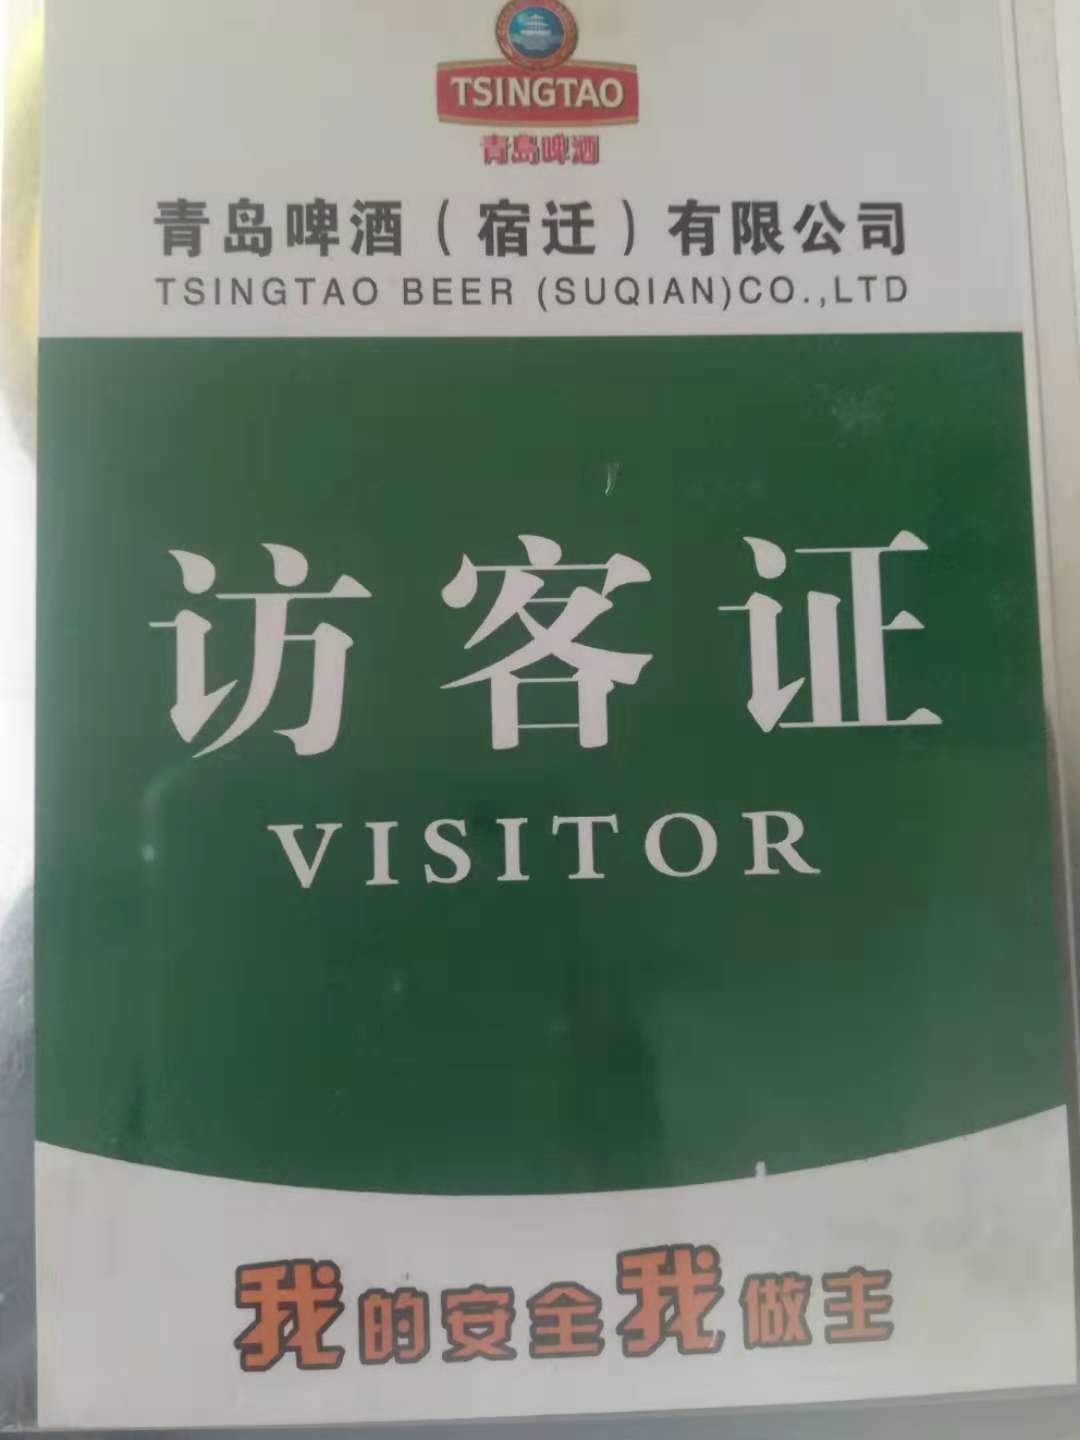 TSINGTAO
青島啤酒
青岛啤酒（宿迁）有限公司
TSINGTAO BEER (SUQIAN)CO.,LTD
访客证
VISITOR
我的安全我做主